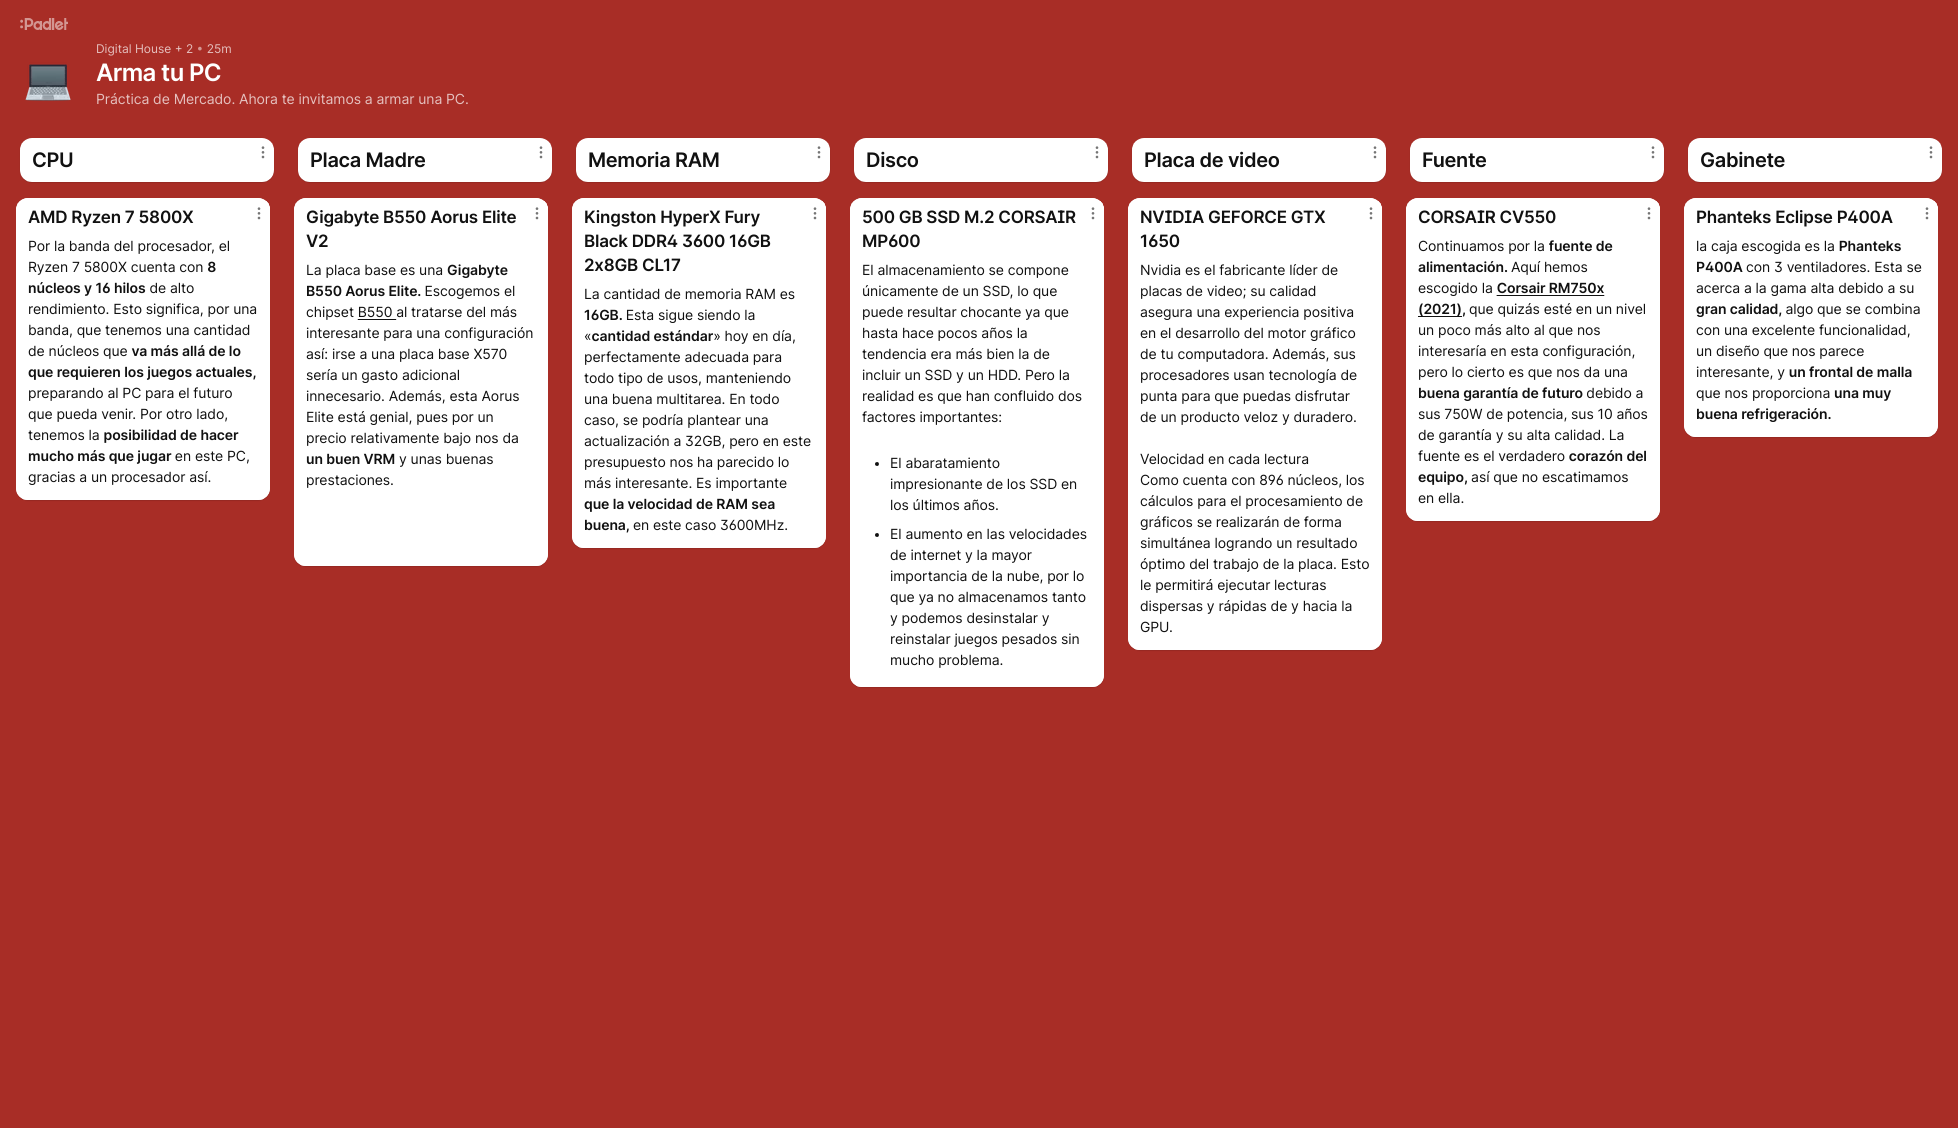 :Padlet
Digital House + 2 • 25m
Arma tu PC
Práctica de Mercado. Ahora te invitamos a armar una PC.
CPU
AMD Ryzen 7 5800X
Por la banda del procesador, el
Ryzen 7 5800X cuenta con 8
núcleos y 16 hilos de alto
rendimiento. Esto significa, por una
banda, que tenemos una cantidad
de núcleos que va más allá de lo
que requieren los juegos actuales,
preparando al PC para el futuro
que pueda venir. Por otro lado,
tenemos la posibilidad de hacer
mucho más que jugar en este PC,
gracias a un procesador así.
Placa Madre
Gigabyte B550 Aorus Elite
V2
La placa base es una Gigabyte
B550 Aorus Elite. Escogemos el
chipset B550 al tratarse del más
interesante para una configuración
así: irse a una placa base X570
sería un gasto adicional
innecesario. Además, esta Aorus
Elite está genial, pues por un
precio relativamente bajo nos da
un buen VRM y unas buenas
prestaciones.
Memoria RAM
Kingston HyperX Fury
Black DDR4 3600 16GB
2x8GB CL17
La cantidad de memoria RAM es
16GB. Esta sigue siendo la
«cantidad estándar» hoy en día,
perfectamente adecuada para
todo tipo de usos, manteniendo
una buena multitarea. En todo
caso, se podría plantear una
actualización a 32GB, pero en este
presupuesto nos ha parecido lo
más interesante. Es importante
que la velocidad de RAM sea
buena, en este caso 3600MHz.
Disco
500 GB SSD M.2 CORSAIR
MP600
El almacenamiento se compone
únicamente de un SSD, lo que
puede resultar chocante ya que
hasta hace pocos años la
tendencia era más bien la de
incluir un SSD y un HDD. Pero la
realidad es que han confluido dos
factores importantes:
• El abaratamiento
impresionante de los SSD en
los últimos años.
• El aumento en las velocidades
de internet y la mayor
importancia de la nube, por lo
que ya no almacenamos tanto
y podemos desinstalar y
reinstalar juegos pesados sin
mucho problema.
Placa de video
NVIDIA GEFORCE GTX
1650
Nvidia es el fabricante líder de
placas de video; su calidad
asegura una experiencia positiva
en el desarrollo del motor gráfico
de tu computadora. Además, sus
procesadores usan tecnología de
punta para que puedas disfrutar
de un producto veloz y duradero.
Velocidad en cada lectura
Como cuenta con 896 núcleos, los
cálculos para el procesamiento de
gráficos se realizarán de forma
simultánea logrando un resultado
óptimo del trabajo de la placa. Esto
le permitirá ejecutar lecturas
dispersas y rápidas de y hacia la
GPU.
Fuente
CORSAIR CV550
Continuamos por la fuente de
alimentación. Aquí hemos
escogido la Corsair RM750x
(2021), que quizás esté en un nivel
un poco más alto al que nos
interesaría en esta configuración,
pero lo cierto es que nos da una
buena garantía de futuro debido a
sus 750W de potencia, sus 10 años
de garantía y su alta calidad. La
fuente es el verdadero corazón del
equipo, así que no escatimamos
en ella.
Gabinete
Phanteks Eclipse P400A
la caja escogida es la Phanteks
P400A con 3 ventiladores. Esta se
acerca a la gama alta debido a su
gran calidad, algo que se combina
con una excelente funcionalidad,
un diseño que nos parece
interesante, y un frontal de malla
que nos proporciona una muy
buena refrigeración.